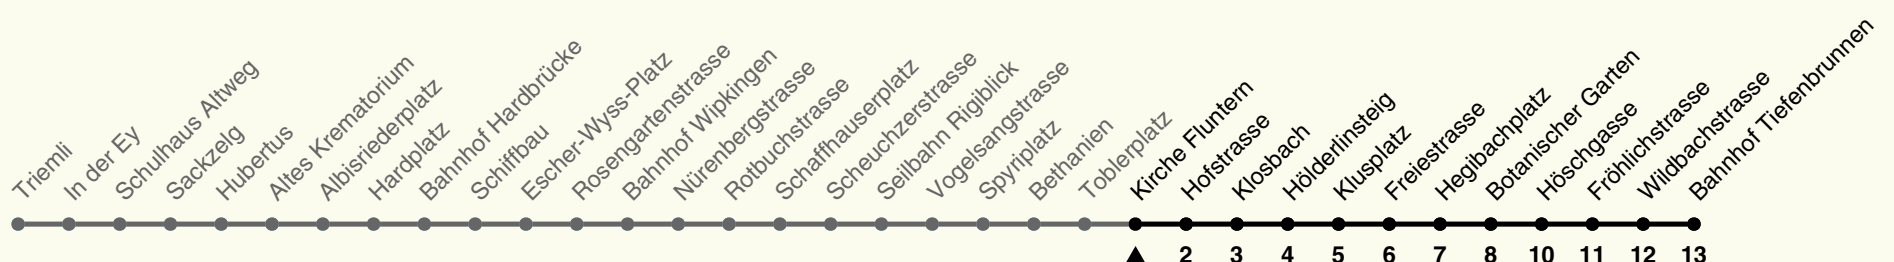 Triemli
In der Ey
Schulhaus Altweg
Sackzelg
Hubertus
Altes Krematorium
Albisriederplatz
Hardplatz
Bahnhof Hardbrücke
Schiffbau
Escher-Wyss-Platz
Rosengartenstrasse
Bahnhof Wipkingen
Nürenbergstrasse
Rotbuchstrasse
Schaffhauserplatz
Scheuchzerstrasse
Seilbahn Rigiblick
Vogelsangstrasse
Spyriplatz
Bethanien
Toblerplatz
Kirche Fluntern
Hofstrasse
Klosbach
Hölderlinsteig
Klusplatz
Freiestrasse
Hegibachplatz
Botanischer Garten
Höschgasse
Fröhlichstrasse
Wildbachstrasse
Bahnhof Tiefenbrunnen
2 3 4 5 6 7 8 10 11 12 13